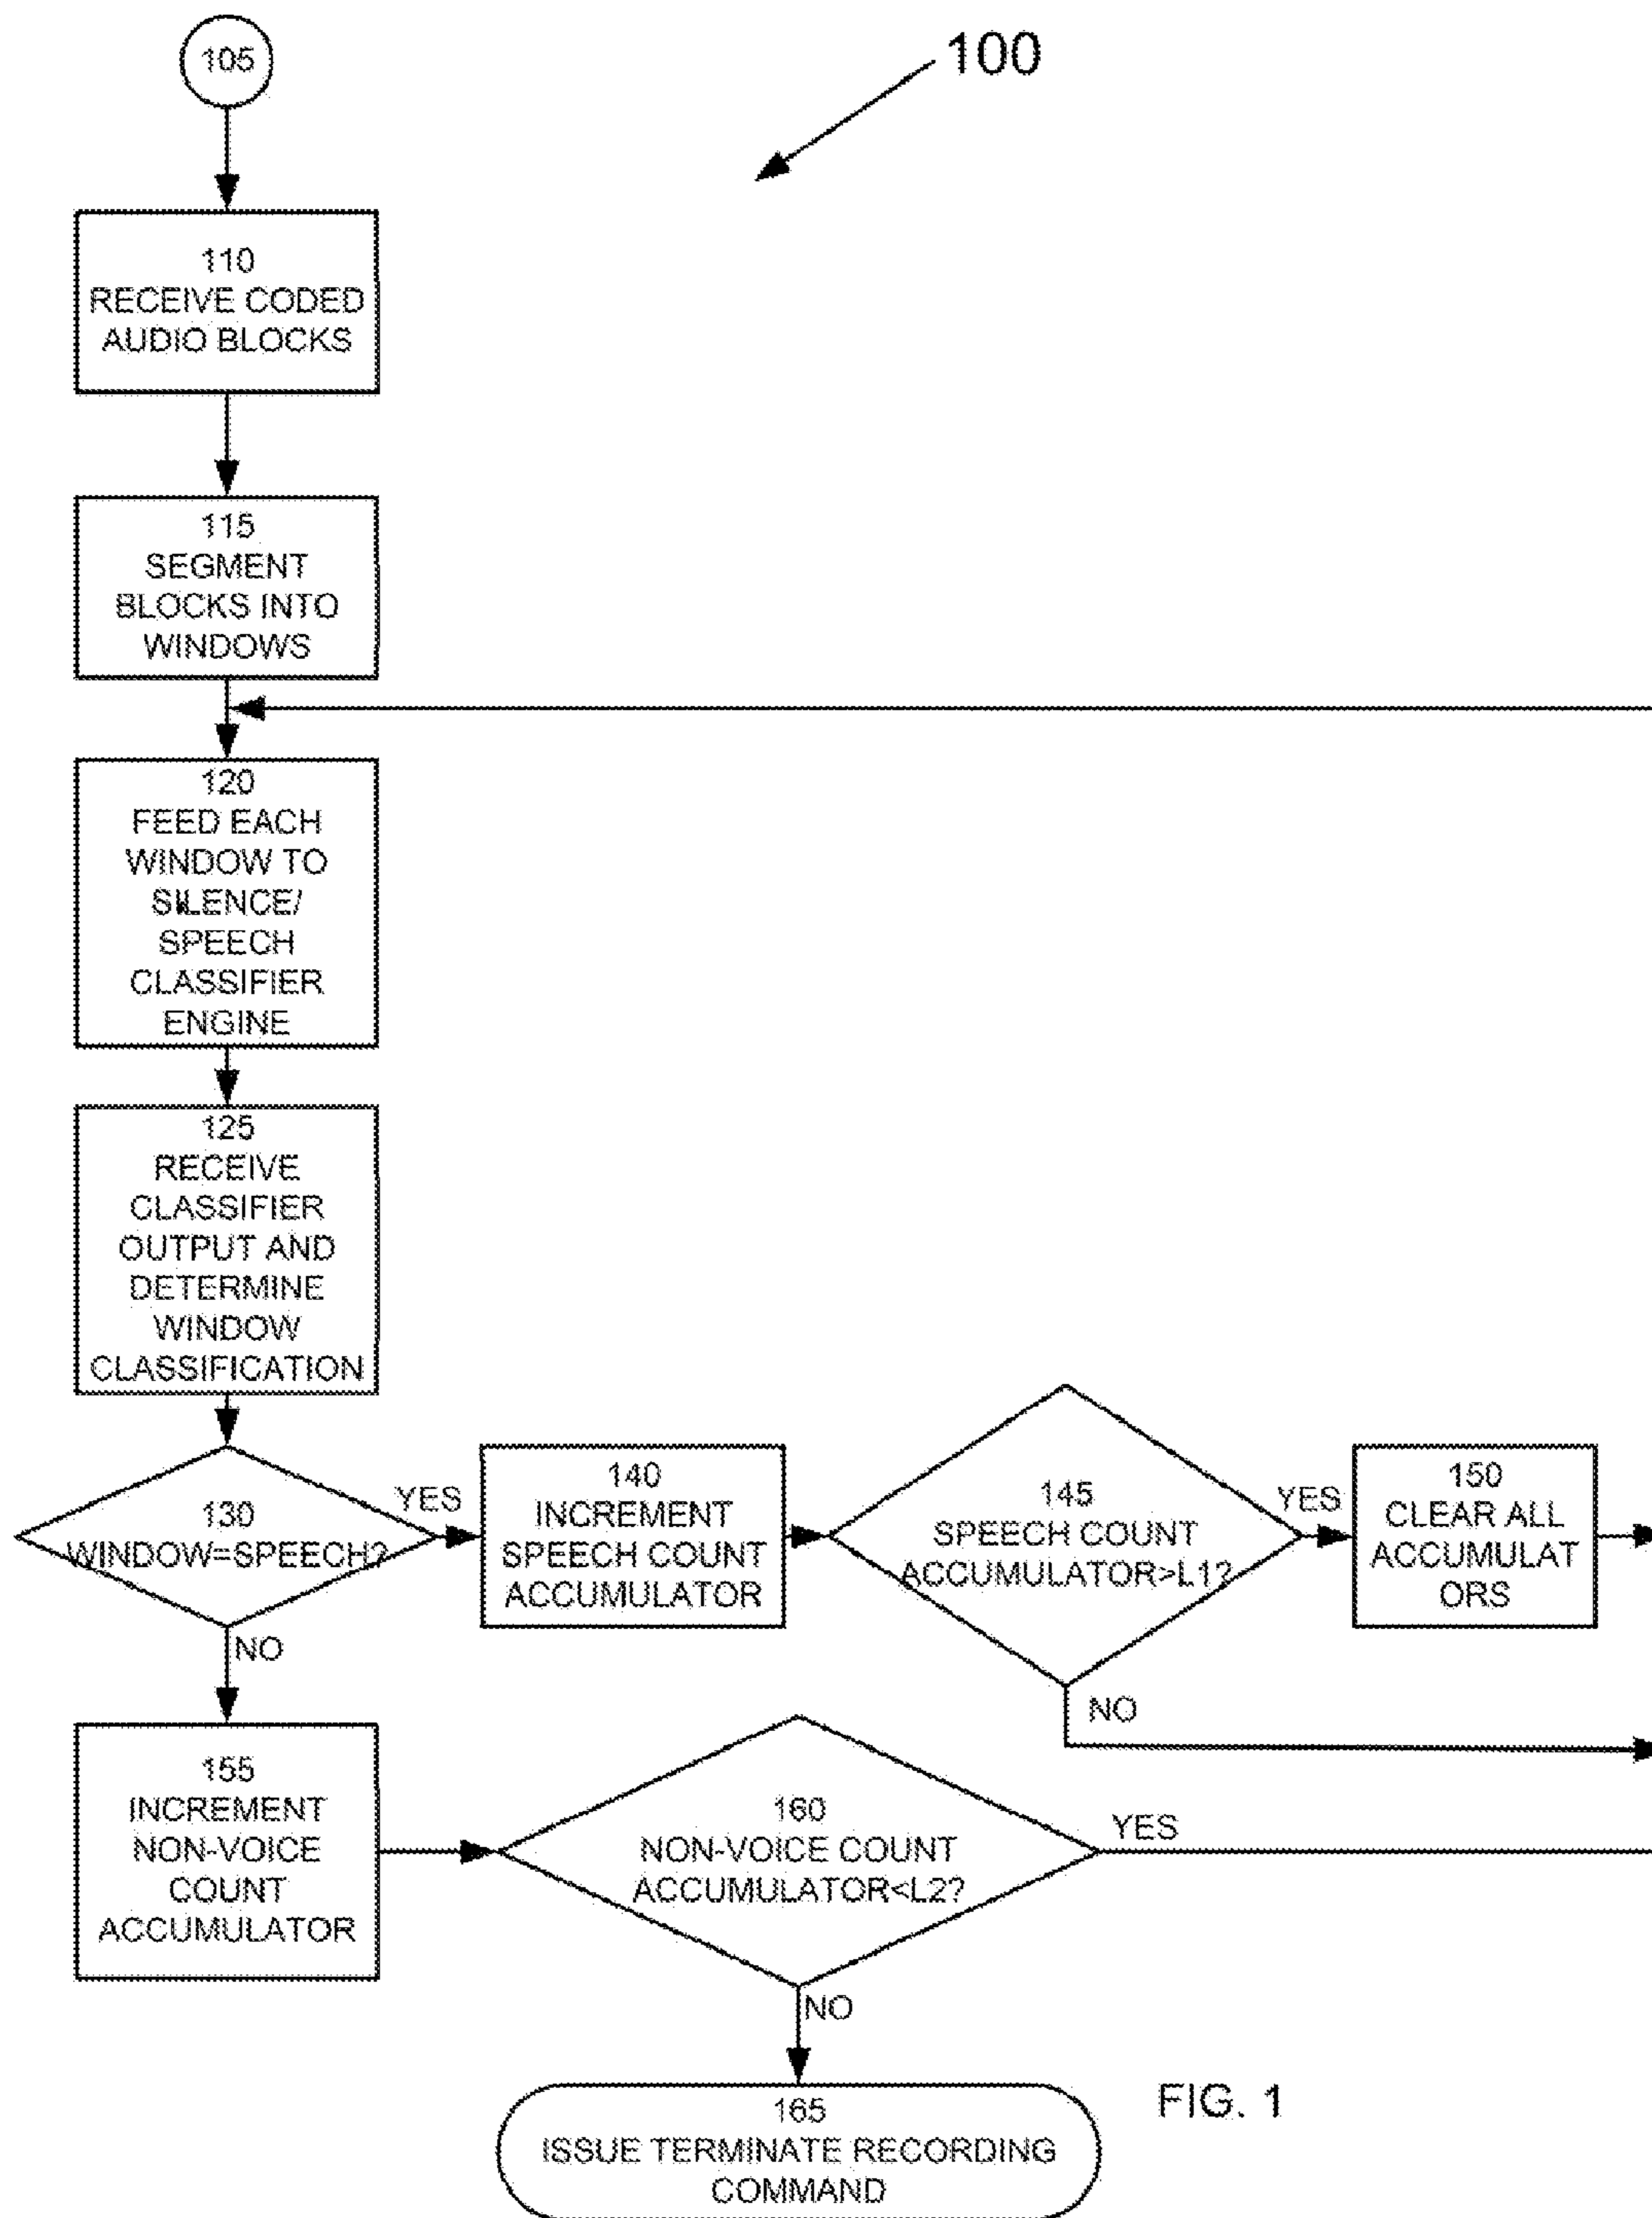 105
100
110
RECEIVE CODED
AUDIO BLOCKS
115
SEGMENT
BLOCKS INTO
WINDOWS
120
FEED EACH
WINDOW TO
SILENCE/
SPEECH
CLASSIFIER
ENGINE
125
RECEIVE
CLASSIFIER
OUTPUT AND
DETERMINE
WINDOW
CLASSIFICATION
130
WINDOW=SPEECH?
YES
NO
140
INCREMENT
SPEECH COUNT
ACCUMULATOR
145
SPEECH COUNT
ACCUMULATOR>L1?
YES
NO
150
CLEAR ALL
ACCUMULAT
ORS
155
INCREMENT
NON-VOICE
COUNT
ACCUMULATOR
160
NON-VOICE COUNT
ACCUMULATOR<L2?
YES
NO
165
ISSUE TERMINATE RECORDING
COMMAND
FIG. 1